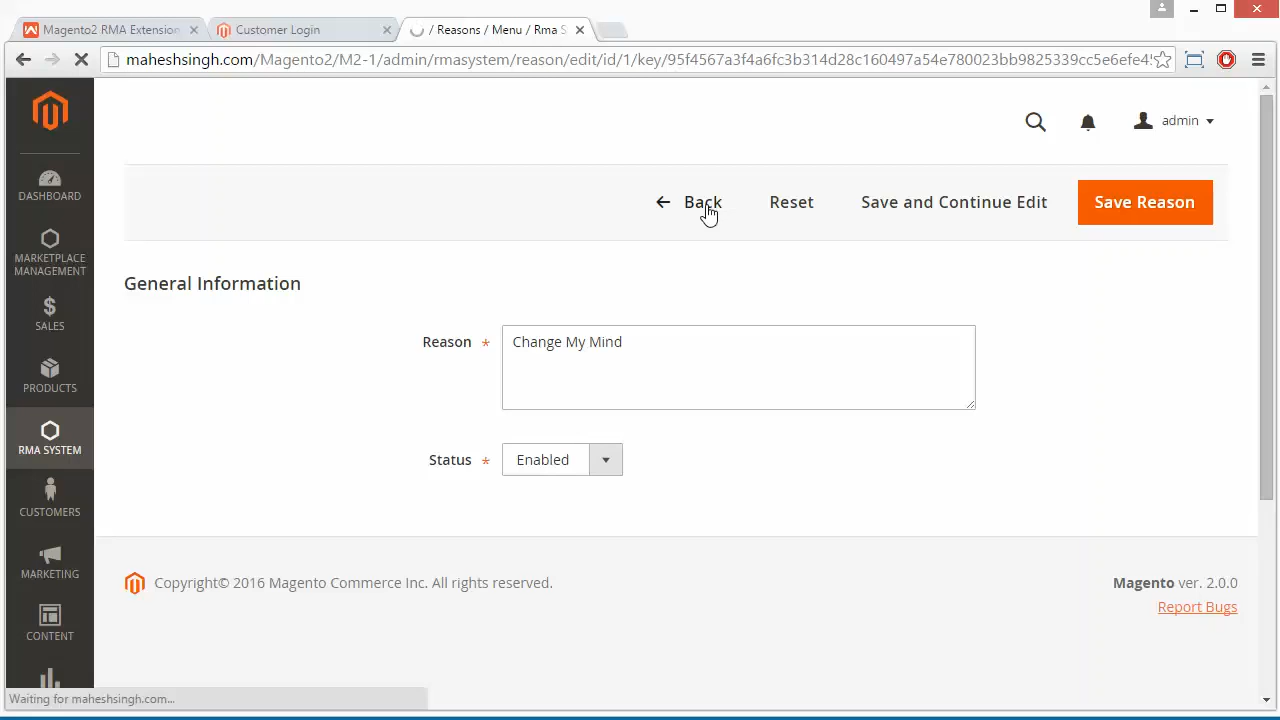 Magento2 RMA Extension
Customer Login
/ Reasons / Menu / Rma S
maheshsingh.com/Magento2/M2-1/admin/rmasystem/reason/edit/id/1/key/95f4567a3f4a6fc3b314d28c160497a54e780023bb9825339cc5e6efe4
admin
DASHBOARD
MARKETPLACE
MANAGEMENT
SALES
PRODUCTS
RMA SYSTEM
CUSTOMERS
MARKETING
CONTENT
Back
Reset
Save and Continue Edit
Save Reason
General Information
Reason *
Change My Mind
Status *
Enabled
Copyright© 2016 Magento Commerce Inc. All rights reserved.
Magento ver. 2.0.0
Report Bugs
Waiting for maheshsingh.com...